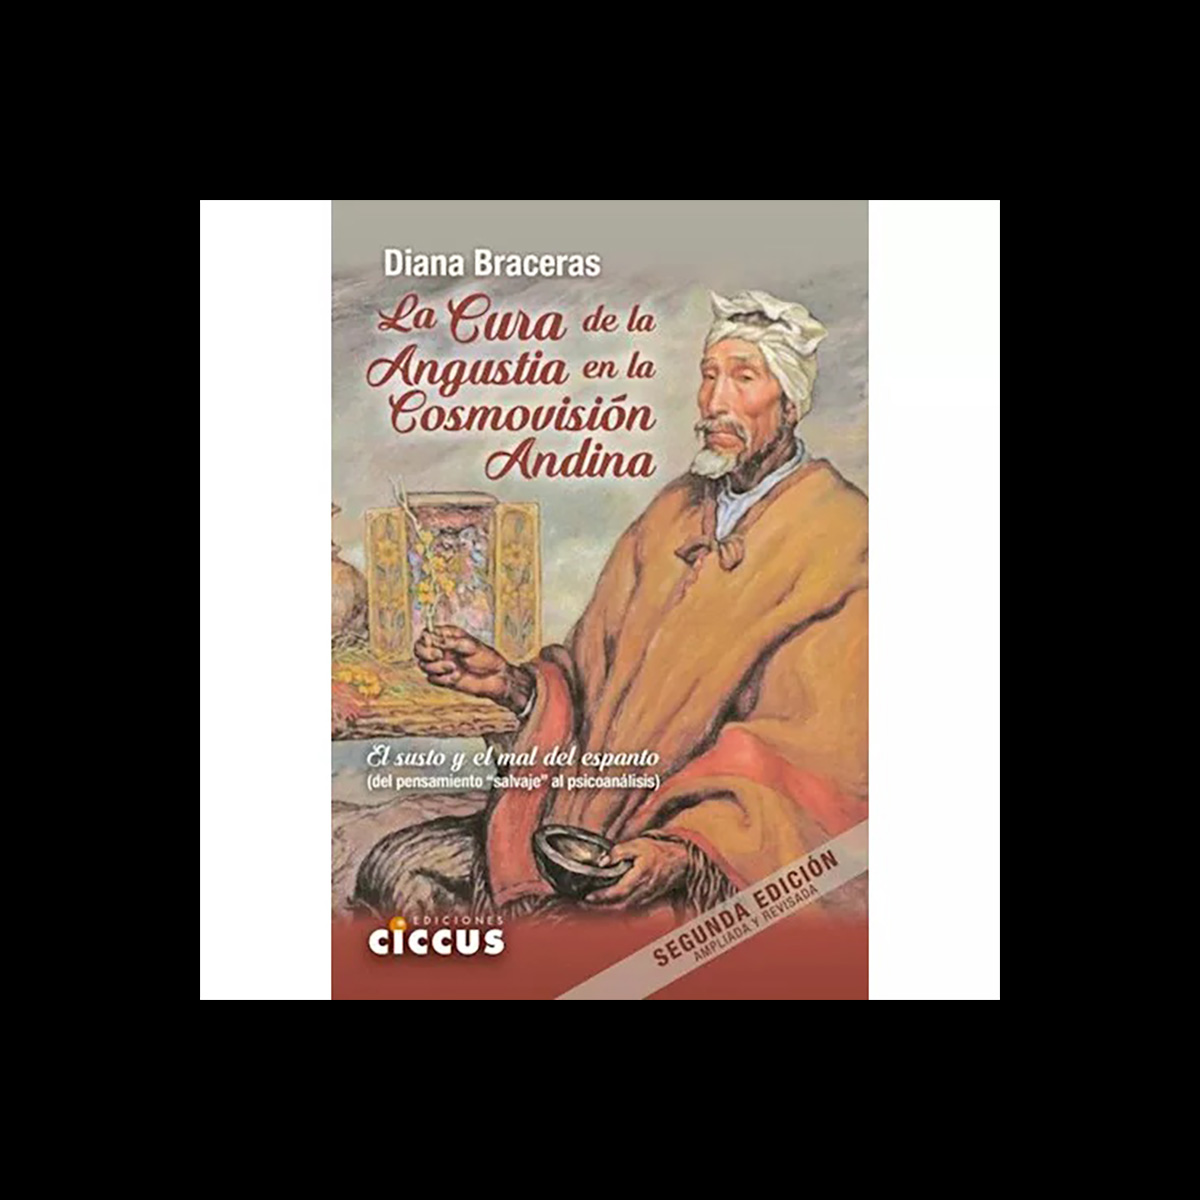 Diana Braceras
La Cura de la
Angustia en la
Cosmovisión
Andina
El susto y el mal del espanto
(del pensamiento “salvaje” al psicoanálisis)
SEGUNDA EDICIÓN
AMPLIADA Y REVISADA
EDICIONES
CICCUS